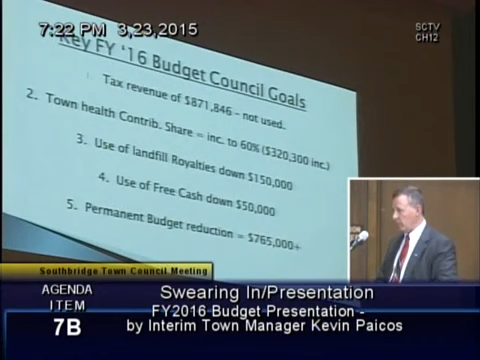 7:22 PM 3,23,2015
SCTV
CH12
Key FY '16 Budget Council Goals
Tax revenue of $871,846 - not used.
2. Town health Contrib. Share = inc. to 60% ($320,300 inc.)
3. Use of landfill Royalties down $150,000
4. Use of Free Cash down $50,000
5. Permanent Budget reduction = $765,000+
Southbridge Town Council Meeting
AGENDA
ITEM
7B
Swearing In/Presentation
FY2016 Budget Presentation -
by Interim Town Manager Kevin Paicos